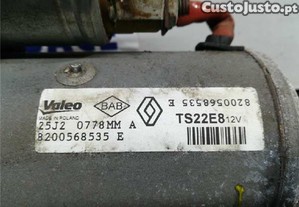 CustoJusto.pt
Valeo
BAB
8200568535 E
MADE IN POLAND
25J2 0778MM A
TS22E8 12V
8200568535 E